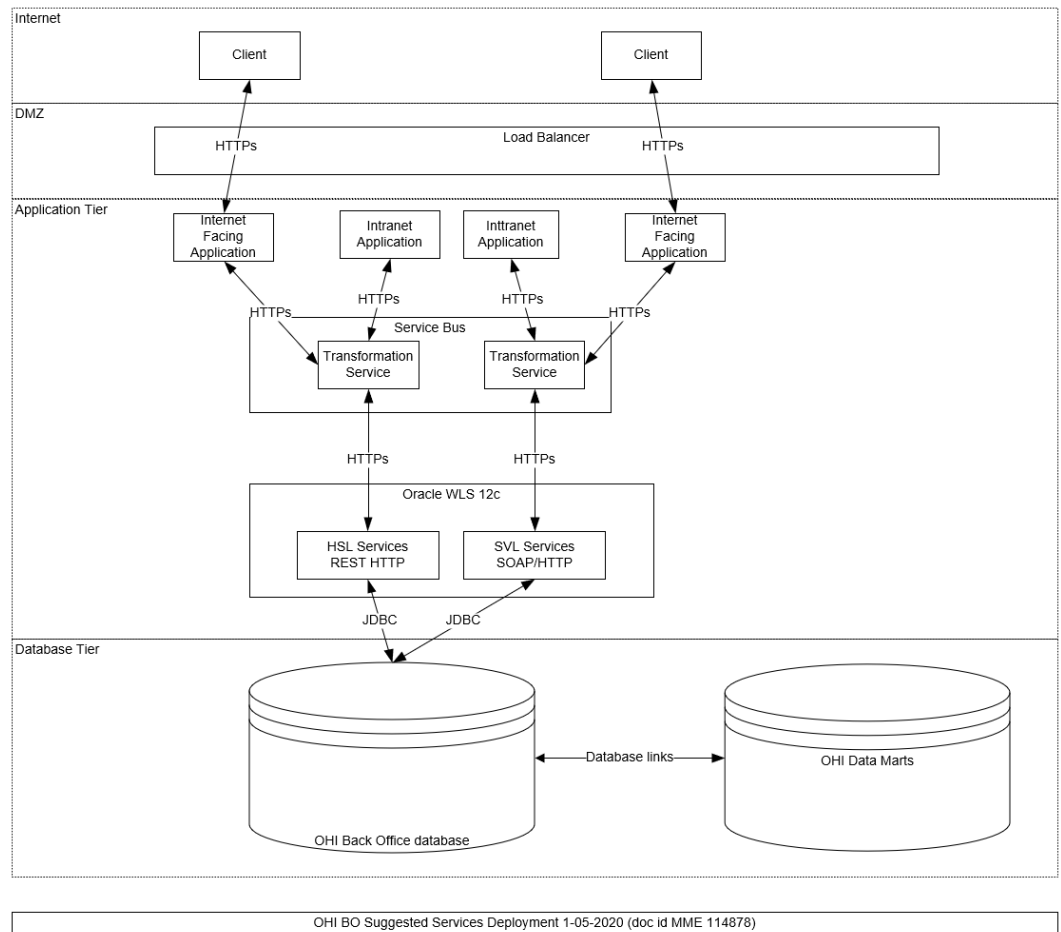 Internet
Client
Client
DMZ
Load Balancer
HTTPs
HTTPs
Application Tier
Internet
Facing
Application
Intranet
Application
Inttranet
Application
Internet
Facing
Application
HTTPs
HTTPs
HTTPs
HTTPs
Service Bus
Transformation
Service
Transformation
Service
HTTPs
HTTPs
Oracle WLS 12c
HSL Services
REST HTTP
SVL Services
SOAP/HTTP
JDBC
JDBC
Database Tier
Database links
OHI Data Marts
OHI Back Office database
OHI BO Suggested Services Deployment 1-05-2020 (doc id MME 114878)